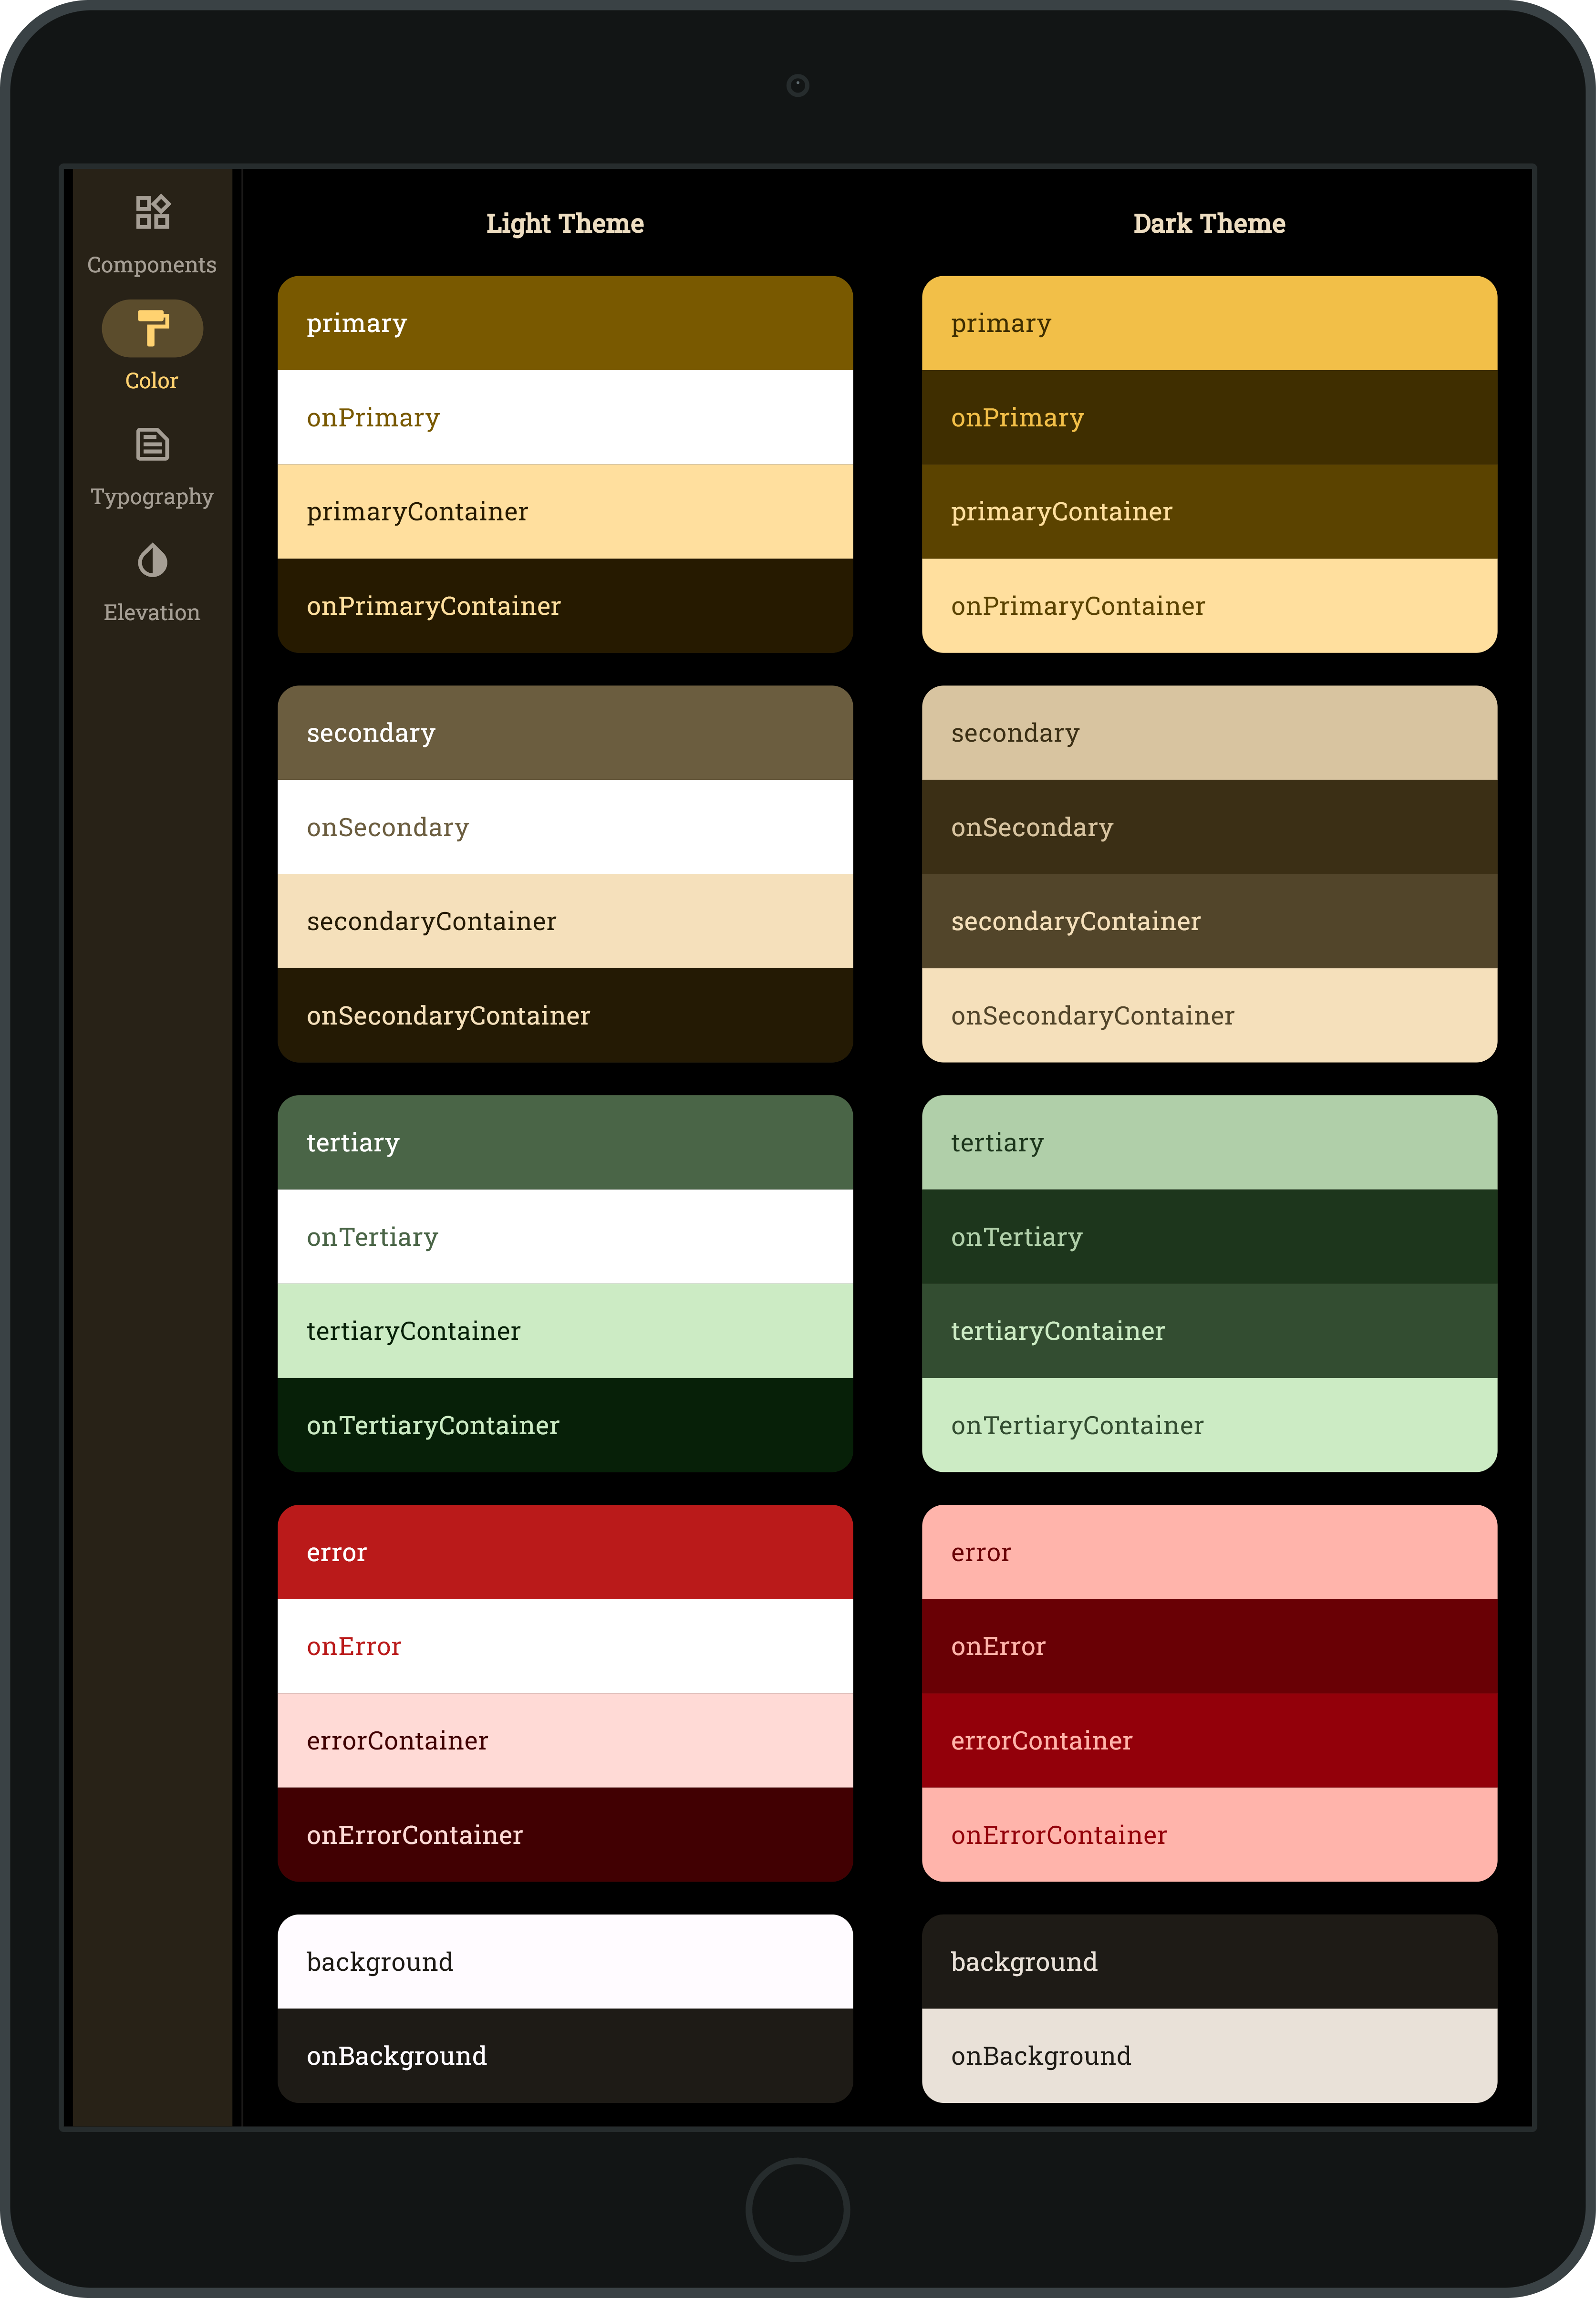 Components
Color
Typography
Elevation
Light Theme
primary
onPrimary
primaryContainer
onPrimaryContainer
secondary
onSecondary
secondaryContainer
onSecondaryContainer
tertiary
onTertiary
tertiaryContainer
onTertiaryContainer
error
onError
errorContainer
onErrorContainer
background
onBackground
Dark Theme
primary
onPrimary
primaryContainer
onPrimaryContainer
secondary
onSecondary
secondaryContainer
onSecondaryContainer
tertiary
onTertiary
tertiaryContainer
onTertiaryContainer
error
onError
errorContainer
onErrorContainer
background
onBackground